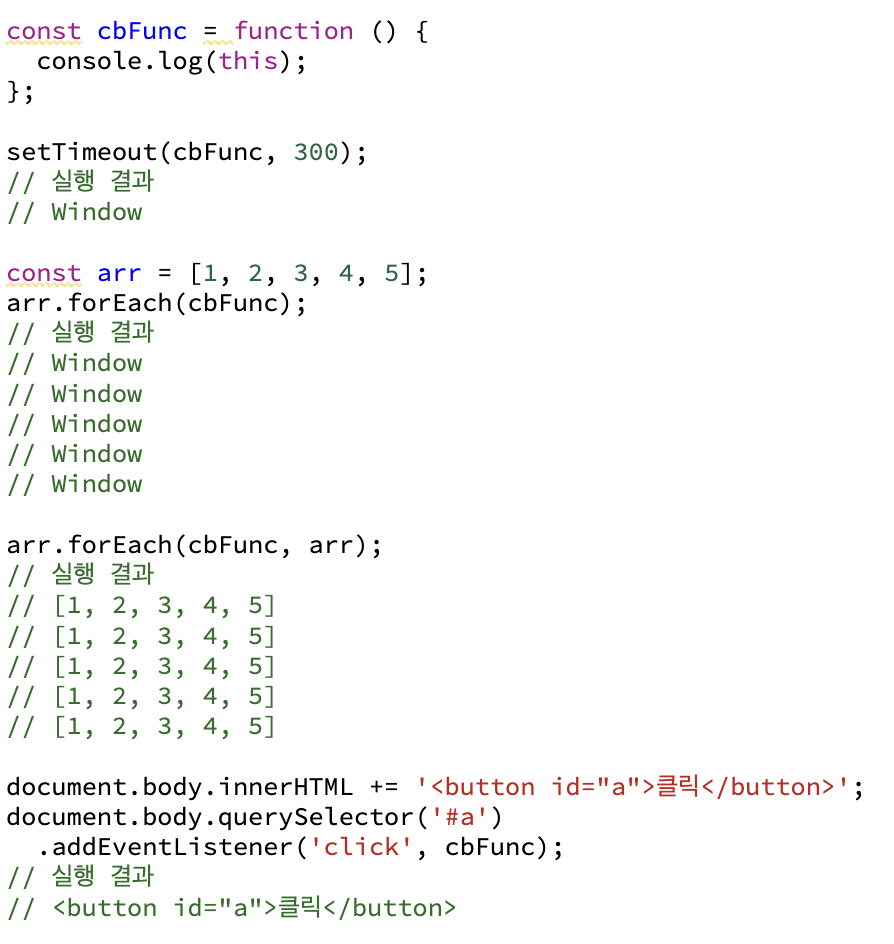 const cbFunc = function () {
  console.log(this);
};

setTimeout(cbFunc, 300);
// 실행 결과
// Window

const arr = [1, 2, 3, 4, 5];
arr.forEach(cbFunc);
// 실행 결과
// Window
// Window
// Window
// Window
// Window

arr.forEach(cbFunc, arr);
// 실행 결과
// [1, 2, 3, 4, 5]
// [1, 2, 3, 4, 5]
// [1, 2, 3, 4, 5]
// [1, 2, 3, 4, 5]
// [1, 2, 3, 4, 5]

document.body.innerHTML += '<button id="a">클릭</button>';
document.body.querySelector('#a')
  .addEventListener('click', cbFunc);
// 실행 결과
// <button id="a">클릭</button>